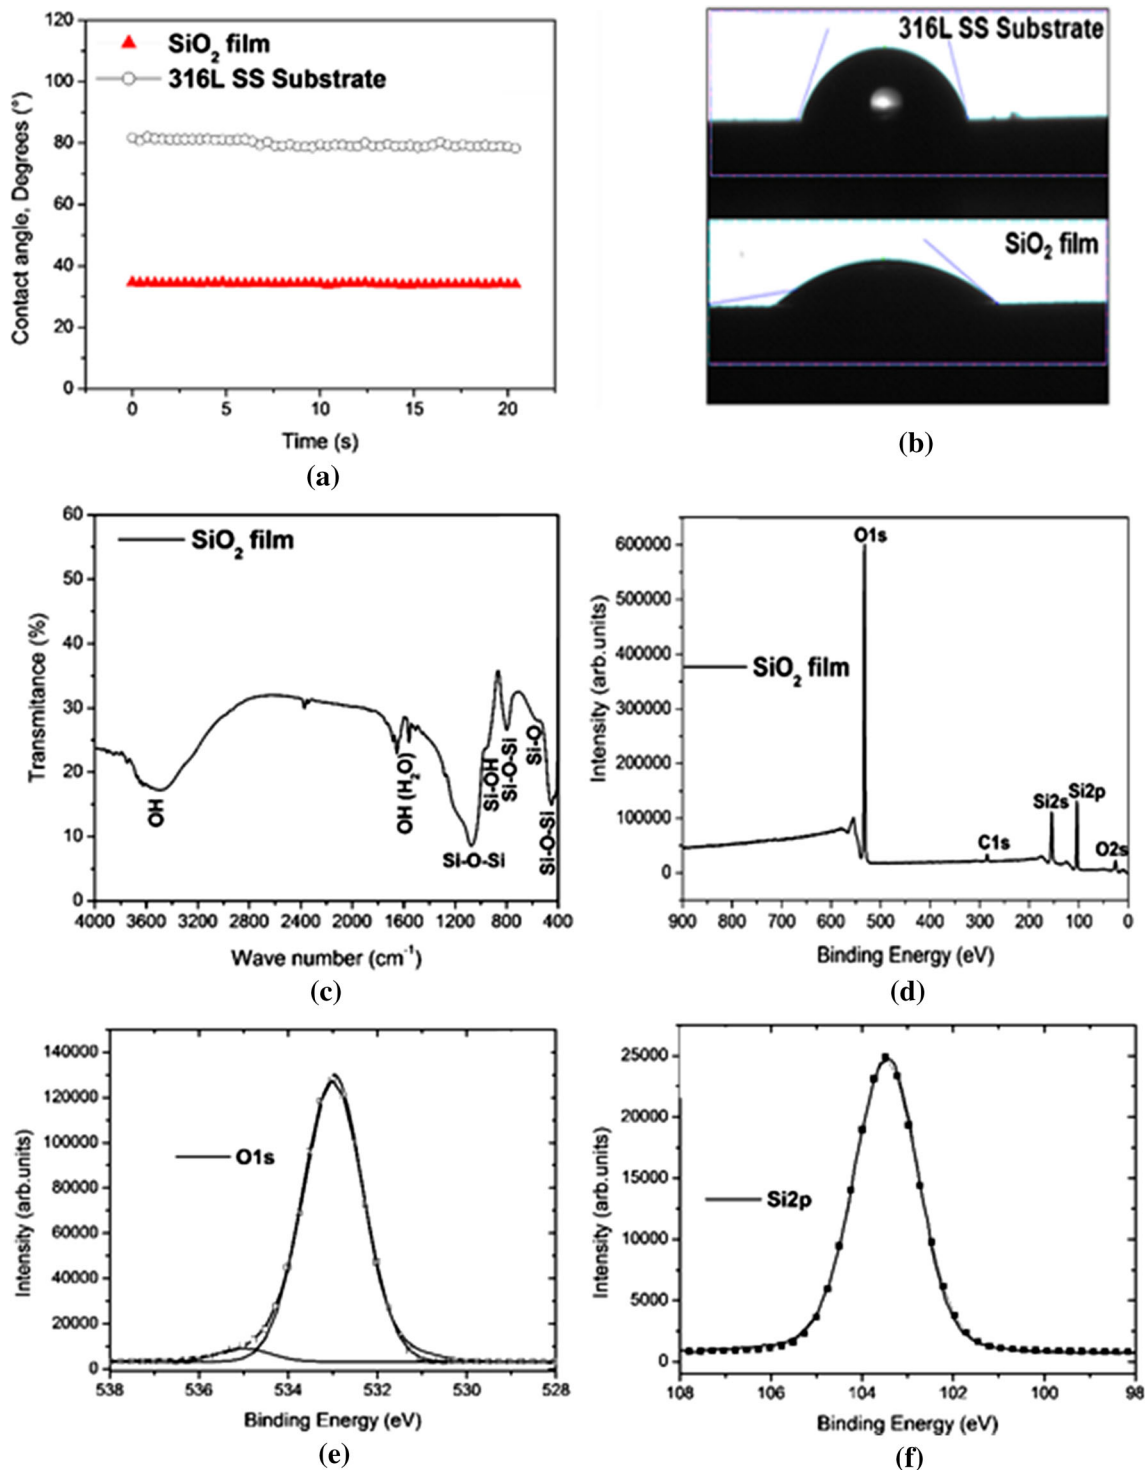 120
100
80
60
40
20
0
Contact angle, Degrees (°)
SiO2 film
316L SS Substrate
0 5 10 15 20
Time (s)
(a)
316L SS Substrate
SiO2 film
(b)
60
50
40
30
20
10
0
Transmitance (%)
SiO2 film
OH
OH (H2O)
Si-O-Si
Si-OH
Si-O-Si
Si-O
Si-O-Si
4000 3600 3200 2800 2400 2000 1600 1200 800 400
Wave number (cm-1)
(c)
600000
500000
400000
300000
200000
100000
0
Intensity (arb.units)
SiO2 film
O1s
C1s
Si2s
Si2p
O2s
900 800 700 600 500 400 300 200 100 0
Binding Energy (eV)
(d)
140000
120000
100000
80000
60000
40000
20000
0
Intensity (arb.units)
O1s
538 536 534 532 530 528
Binding Energy (eV)
(e)
25000
20000
15000
10000
5000
0
Intensity (arb.units)
Si2p
108 106 104 102 100 98
Binding Energy (eV)
(f)